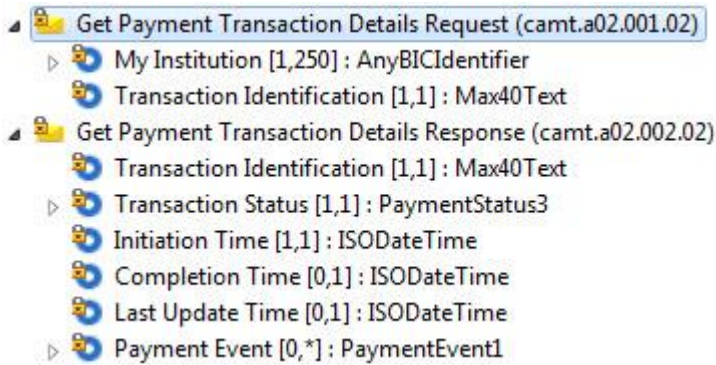 Get Payment Transaction Details Request (camt.a02.001.02)
My Institution [1,250] : AnyBICIdentifier
Transaction Identification [1,1] : Max40Text
Get Payment Transaction Details Response (camt.a02.002.02)
Transaction Identification [1,1] : Max40Text
Transaction Status [1,1] : PaymentStatus3
Initiation Time [1,1] : ISODateTime
Completion Time [0,1] : ISODateTime
Last Update Time [0,1] : ISODateTime
Payment Event [0,*] : PaymentEvent1